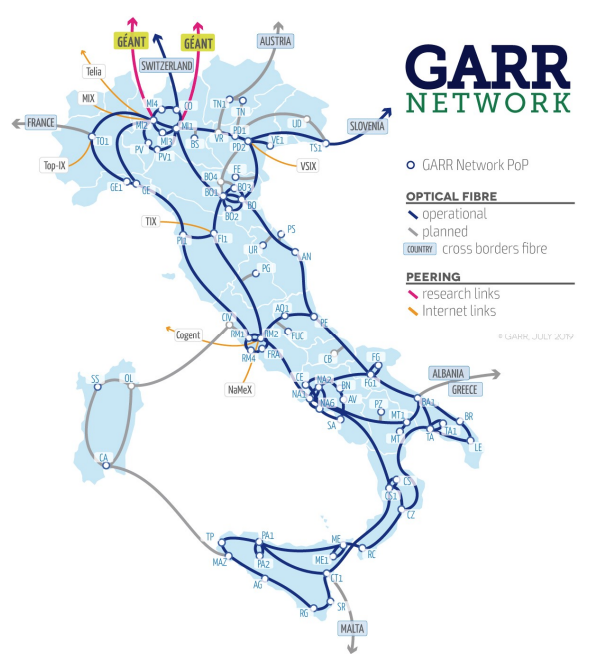 GÉANT
GÉANT
AUSTRIA
SWITZERLAND
Telia
MIX
FRANCE
SLOVENIA
Top-IX
VSIX
TIX
Cogent
NaMeX
ALBANIA
GREECE
MALTA
MI4
CO
MI2
MI1
MI3
PV
PV1
BS
TO1
GE1
GE
TN1
TN
VR
PD1
PD2
UD
VE1
TS1
FE
BO4
BO3
BO1
BO
BO2
PI1
FI1
PS
UR
AN
PG
CIV
RM1
RM2
RM4
FRA
AQ1
FUC
PE
CB
FG
FG1
CE
NA2
NA1
BN
NA6
AV
SA
PZ
MT1
MT
BA1
BR
TA
TA1
LE
CS
CS1
CZ
RC
SS
OL
CA
TP
PA1
MAZ
PA2
AG
ME
ME1
CT1
RG
SR
GARR
NETWORK
GARR Network PoP
OPTICAL FIBRE
operational
planned
COUNTRY cross borders fibre
PEERING
research links
Internet links
© GARR, JULY 2019